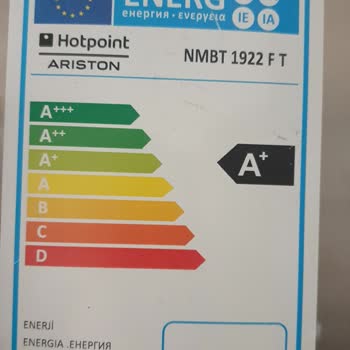 ENERG
енергия · ενεργεια
IE
IA
Hotpoint
ARISTON
NMBT 1922 F T
A+++
A++
A+
A
B
C
D
A+
ENERJİ
ENERGIA .ЕНЕРГИЯ